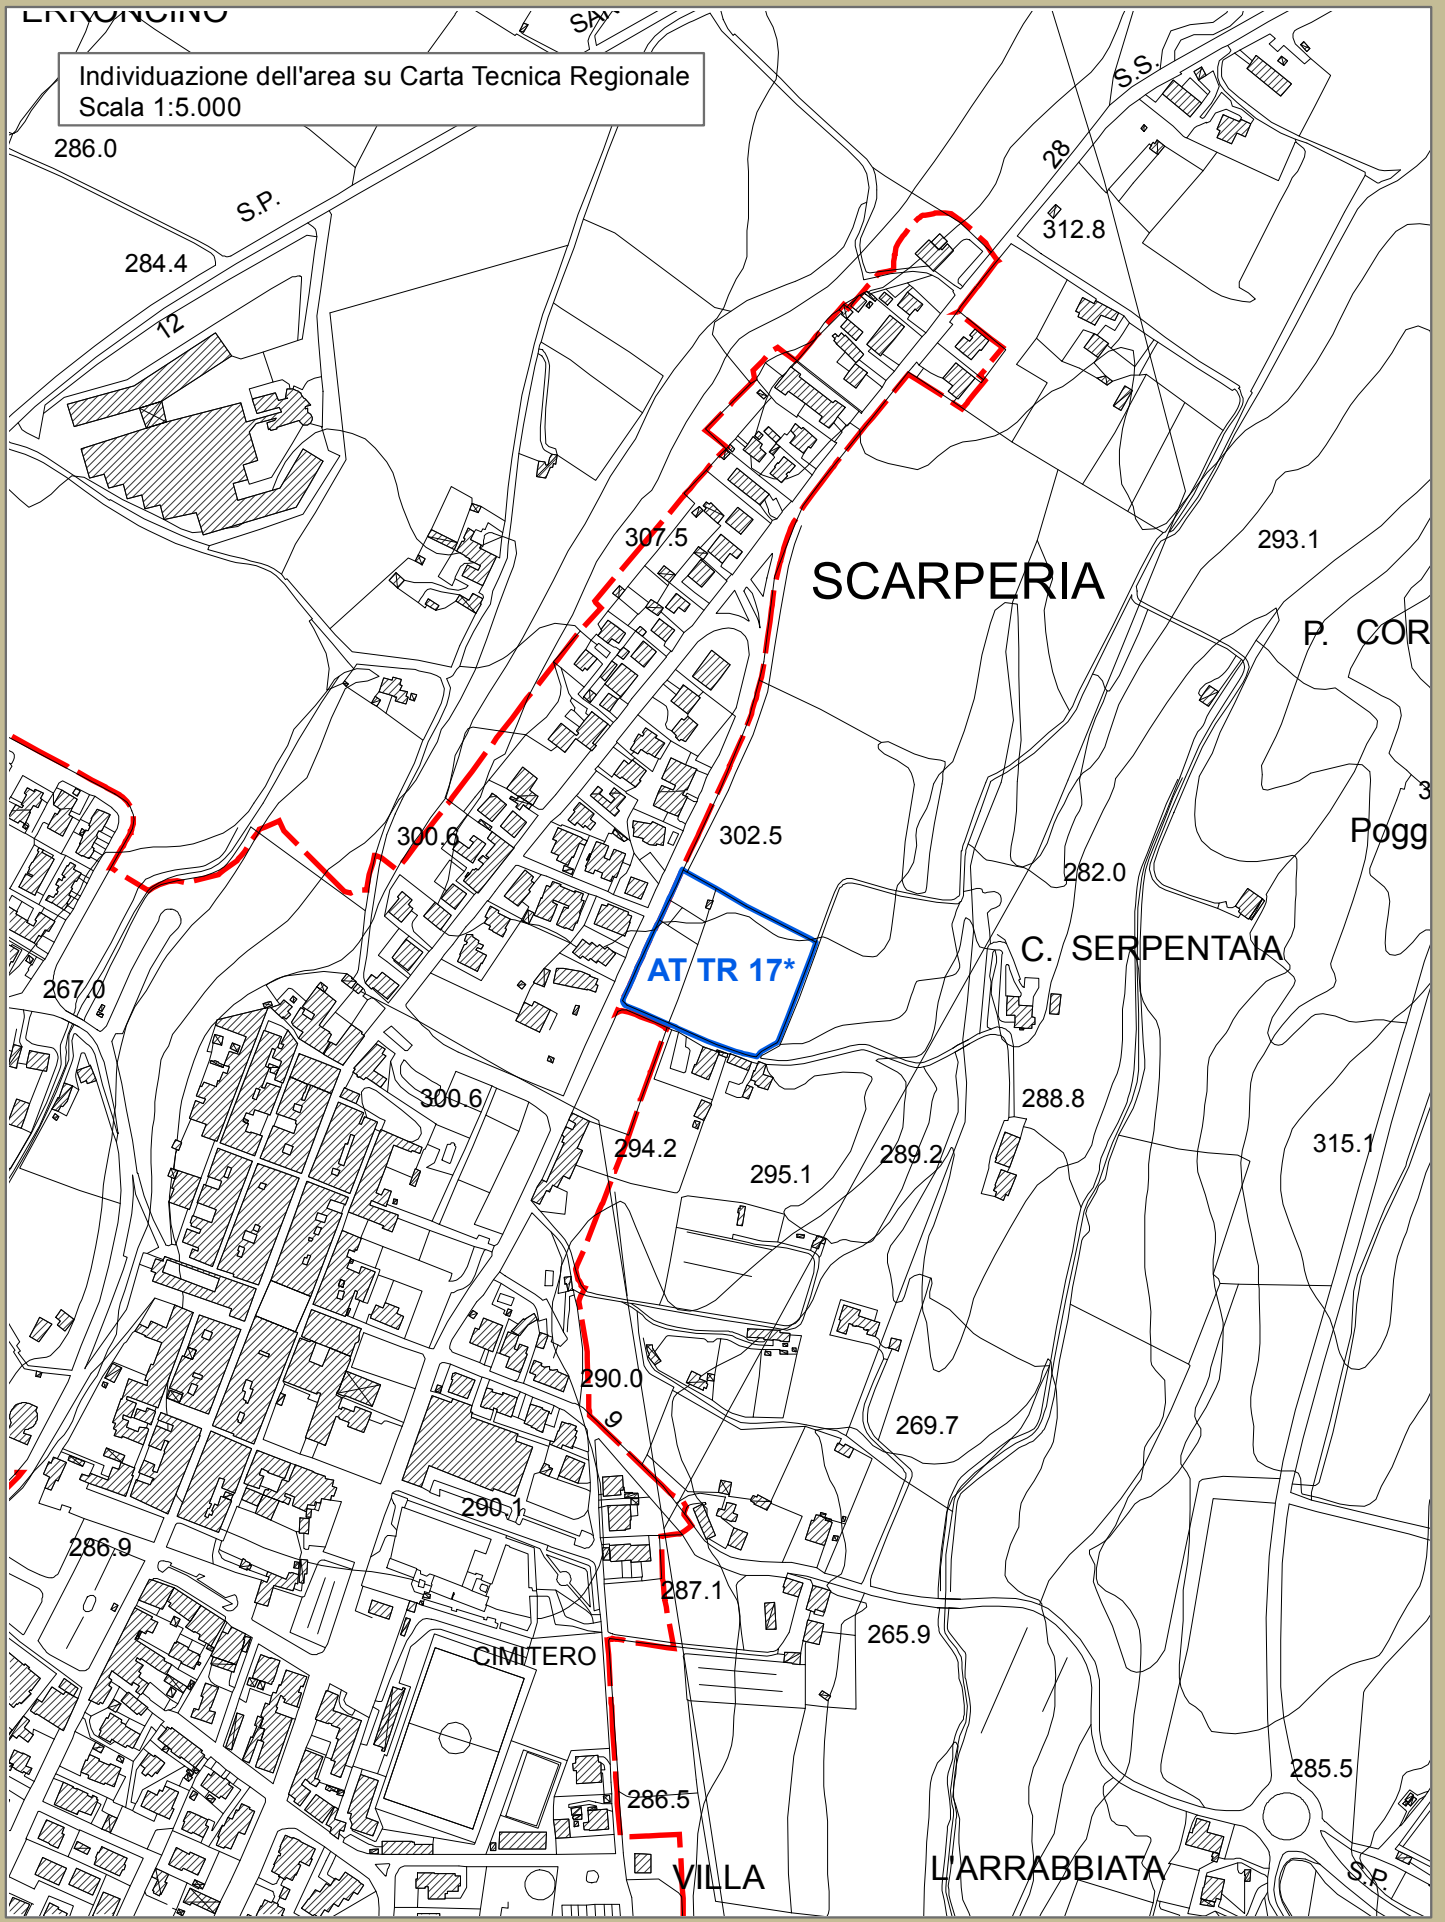 ERRONCINO
Individuazione dell'area su Carta Tecnica Regionale
Scala 1:5.000
286.0
S.P.
284.4
12
S.S.
28
312.8
307.5
293.1
SCARPERIA
P. COR
300.6
302.5
282.0
Pogg
C. SERPENTAIA
AT TR 17*
267.0
300.6
288.8
294.2
295.1
289.2
315.1
290.0
9
269.7
290.1
286.9
287.1
265.9
CIMITERO
285.5
286.5
VILLA
L'ARRABBIATA
S.P.